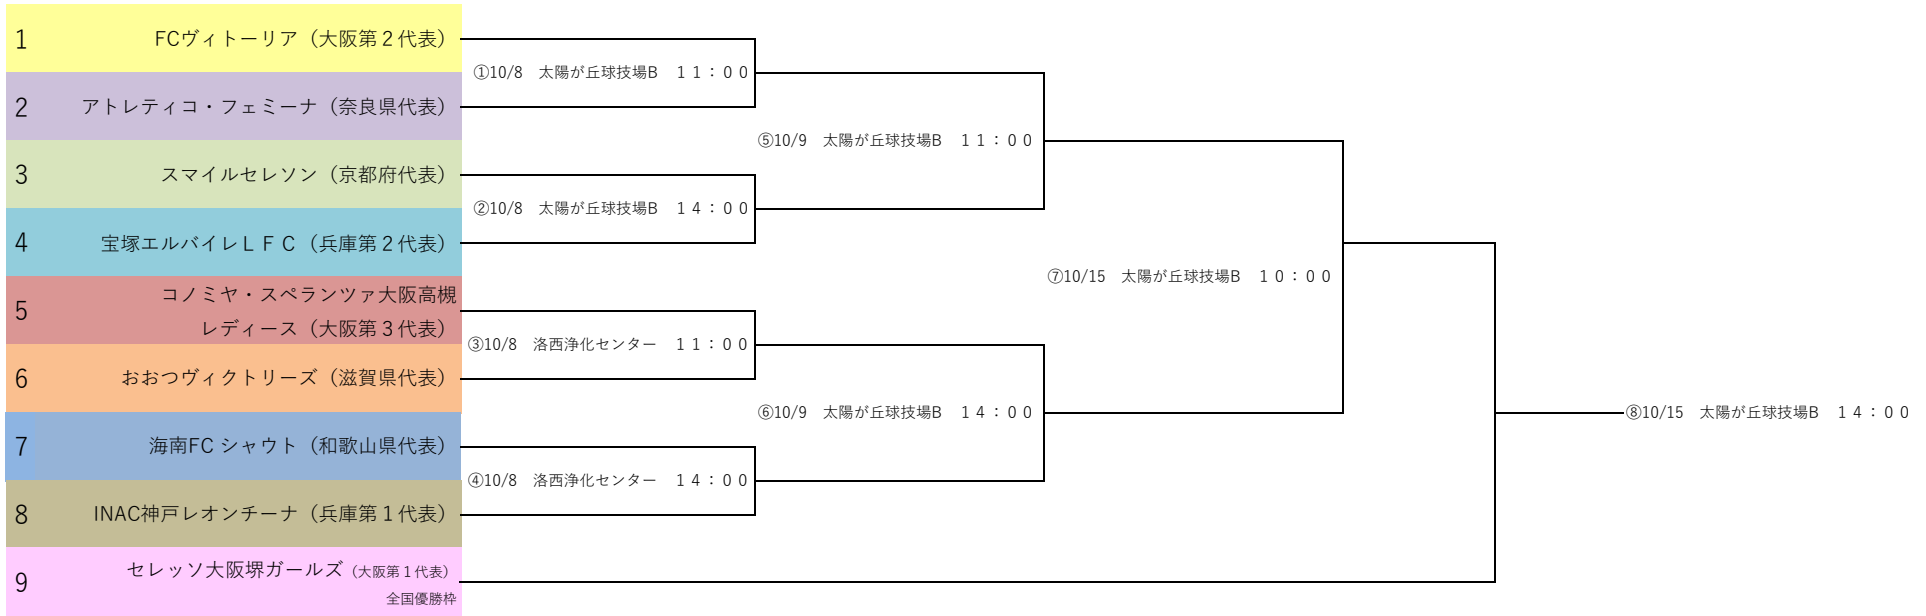 1 FCヴィトーリア（大阪第２代表）
①10/8　太陽が丘球技場B　１１：００
2 アトレティコ・フェミーナ（奈良県代表）
⑤10/9　太陽が丘球技場B　１１：００
3 スマイルセレソン（京都府代表）
②10/8　太陽が丘球技場B　１４：００
4 宝塚エルバイレＬＦＣ（兵庫第２代表）
⑦10/15　太陽が丘球技場B　１０：００
5 コノミヤ・スペランツァ大阪高槻
レディース（大阪第３代表）
③10/8　洛西浄化センター　１１：００
6 おおつヴィクトリーズ（滋賀県代表）
⑥10/9　太陽が丘球技場B　１４：００
⑧10/15　太陽が丘球技場B　１４：００
7 海南FC シャウト（和歌山県代表）
④10/8　洛西浄化センター　１４：００
8 INAC神戸レオンチーナ（兵庫第１代表）
9 セレッソ大阪堺ガールズ（大阪第１代表）
全国優勝枠